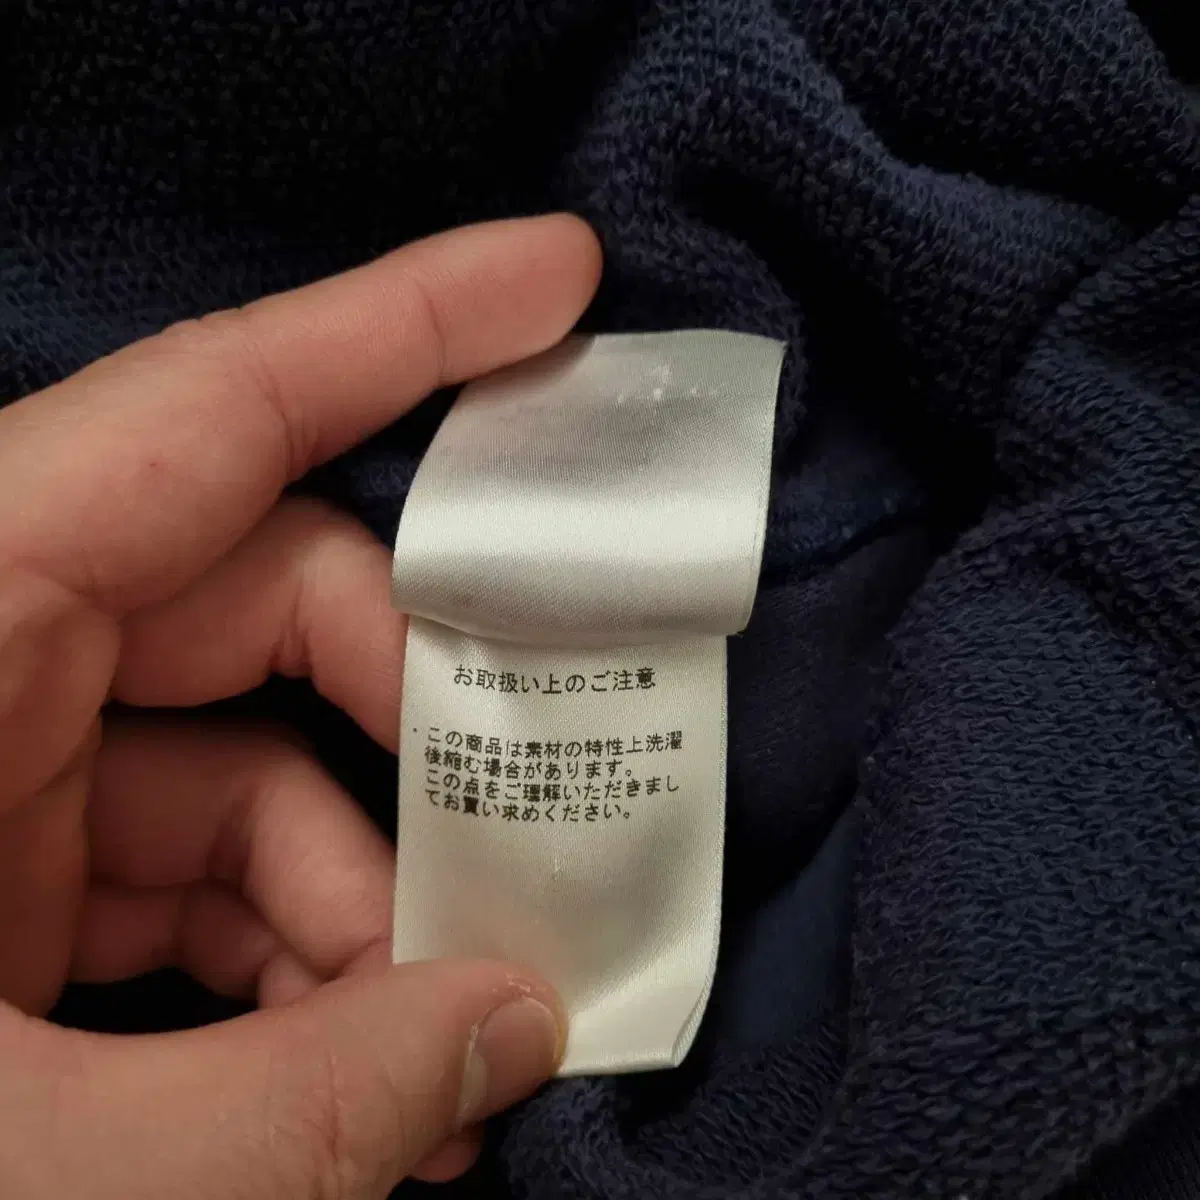 お取扱い上のご注意
・この商品は素材の特性上洗濯
後縮む場合があります。
この点をご理解いただきまし
てお買い求めください。